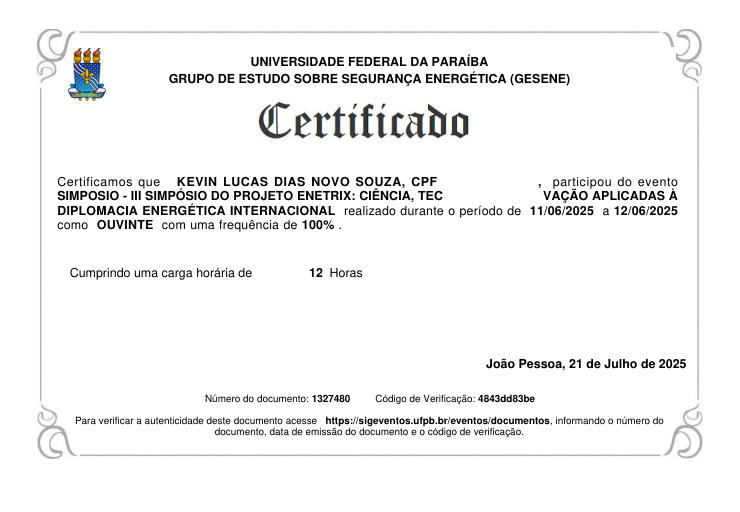 UNIVERSIDADE FEDERAL DA PARAÍBA
GRUPO DE ESTUDO SOBRE SEGURANÇA ENERGÉTICA (GESENE)
Certificado
Certificamos que KEVIN LUCAS DIAS NOVO SOUZA, CPF , participou do evento
SIMPOSIO - III SIMPÓSIO DO PROJETO ENETRIX: CIÊNCIA, TEC VAÇÃO APLICADAS À
DIPLOMACIA ENERGÉTICA INTERNACIONAL realizado durante o período de 11/06/2025 a 12/06/2025
como OUVINTE com uma frequência de 100% .
Cumprindo uma carga horária de 12 Horas
João Pessoa, 21 de Julho de 2025
Número do documento: 1327480 Código de Verificação: 4843dd83be
Para verificar a autenticidade deste documento acesse https://sigeventos.ufpb.br/eventos/documentos, informando o número do
documento, data de emissão do documento e o código de verificação.